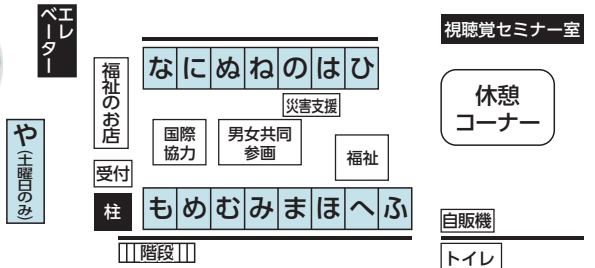 エレ
ベーター
視聴覚セミナー室
福祉のお店
な に ぬ ね の は ひ
災害支援
休憩
コーナー
や(土曜日のみ)
国際
協力
男女共同
参画
福祉
受付
柱
も め む み ま ほ へ ふ
自販機
階段
トイレ